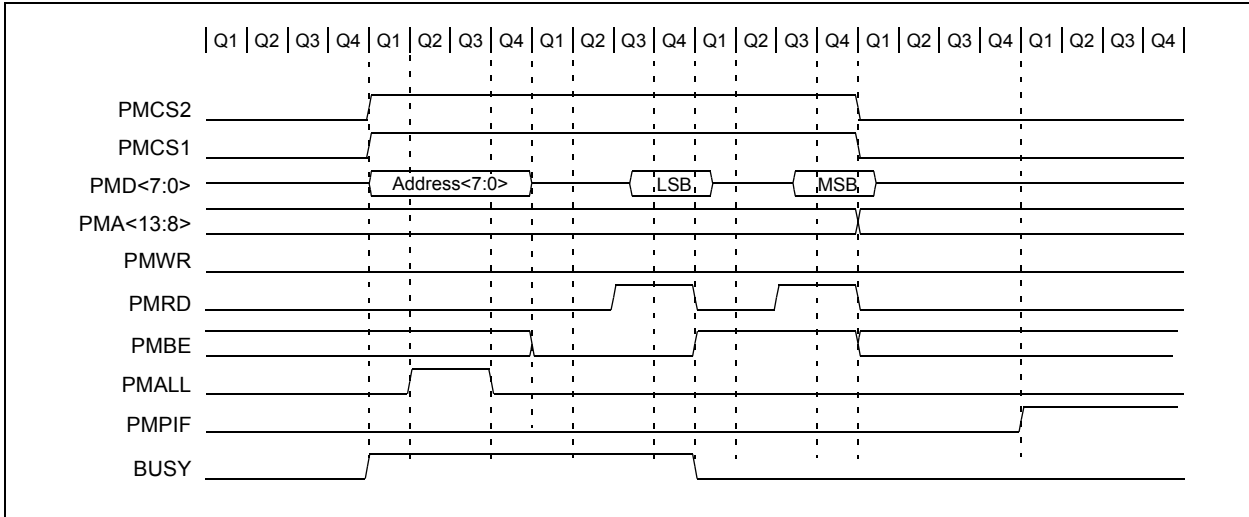 Q1 Q2 Q3 Q4 Q1 Q2 Q3 Q4 Q1 Q2 Q3 Q4 Q1 Q2 Q3 Q4 Q1 Q2 Q3 Q4 Q1 Q2 Q3 Q4
PMCS2
PMCS1
PMD<7:0> Address<7:0> LSB MSB
PMA<13:8>
PMWR
PMRD
PMBE
PMALL
PMPIF
BUSY